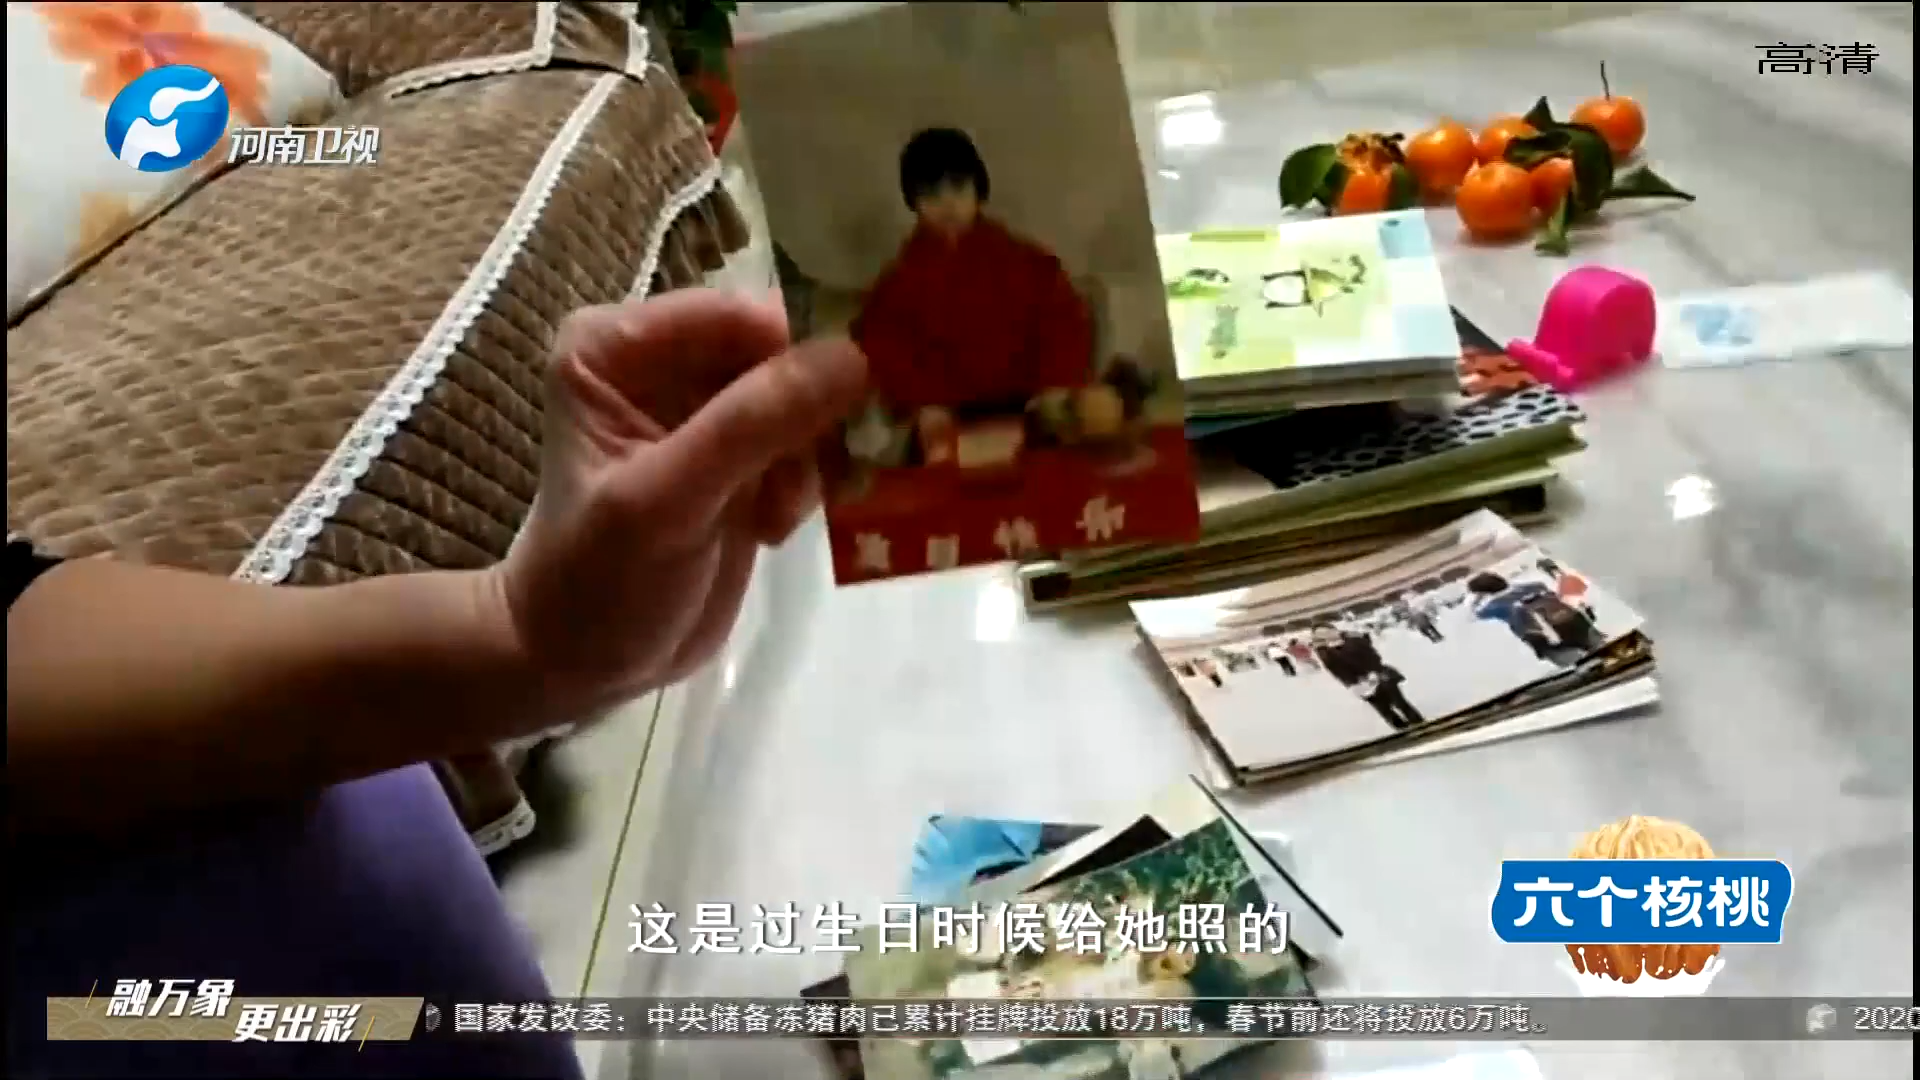 高清
河南卫视
快乐
这是过生日时候给她照的
六个核桃
融万象
更出彩
国家发改委：中央储备冻猪肉已累计挂牌投放18万吨，春节前还将投放6万吨。
2020